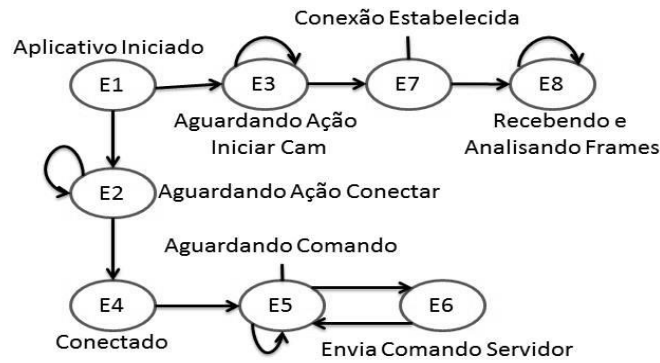 Conexão Estabelecida
Aplicativo Iniciado
E1
E3
E7
E8
Aguardando Ação
Iniciar Cam
Recebendo e
Analisando Frames
E2
Aguardando Ação Conectar
Aguardando Comando
E4
E5
E6
Conectado
Envia Comando Servidor